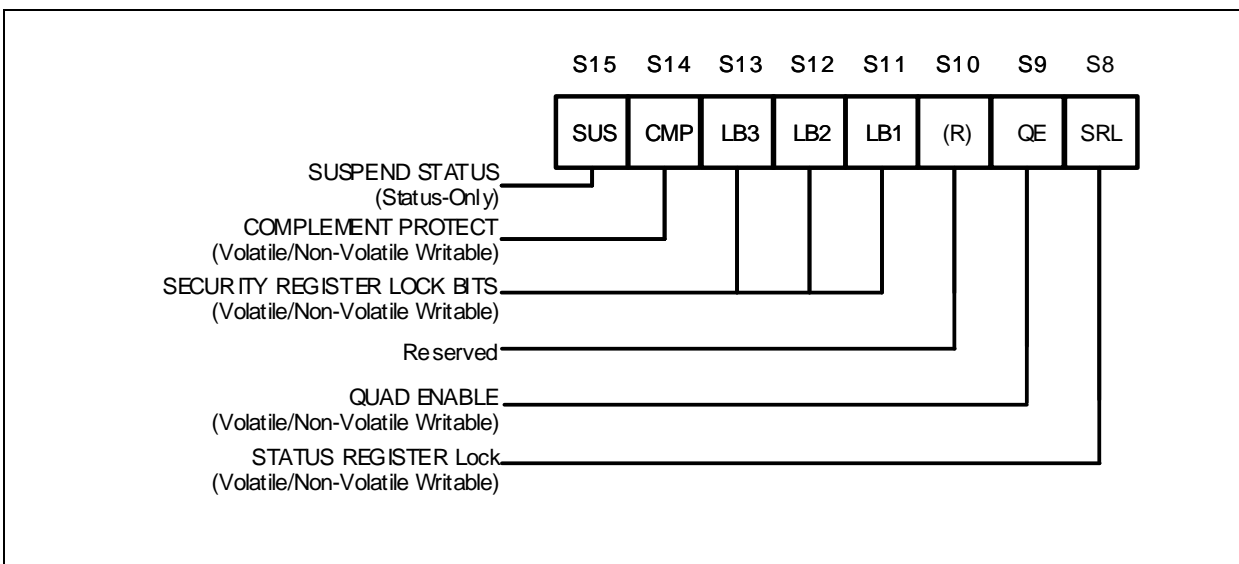 S15 S14 S13 S12 S11 S10 S9 S8
SUS CMP LB3 LB2 LB1 (R) QE SRL
SUSPEND STATUS
(Status-Only)
COMPLEMENT PROTECT
(Volatile/Non-Volatile Writable)
SECURITY REGISTER LOCK BITS
(Volatile/Non-Volatile Writable)
Reserved
QUAD ENABLE
(Volatile/Non-Volatile Writable)
STATUS REGISTER Lock
(Volatile/Non-Volatile Writable)